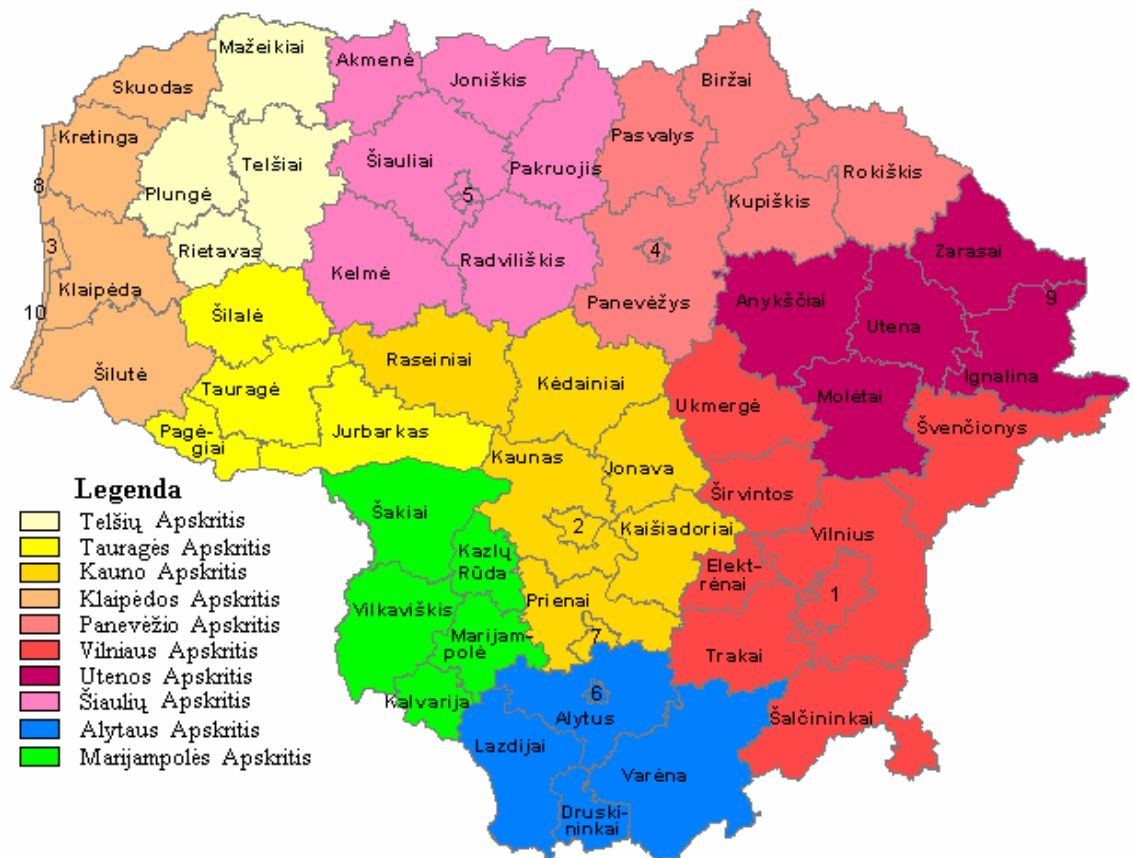 Mažeikiai
Akmenė
Joniškis
Skuodas
Biržai
Kretinga
Pasvalys
Telšiai
Šiauliai
Pakruojis
Rokiškis
8
Plungė
5
Kupiškis
3
Rietavas
Kelmė
Radviliškis
4
Zarasai
Klaipėda
Panevėžys
Anykščiai
9
10
Šilalė
Utena
Šilutė
Raseiniai
Kėdainiai
Ignalina
Tauragė
Ukmergė
Molėtai
Švenčionys
Pagė-
giai
Jurbarkas
Kaunas
Jonava
Širvintos
Šakiai
2
Kaišiadoriai
Vilnius
Kazlų
Rūda
Elekt-
rėnai
1
Vilkaviškis
Prienai
7
Marijam-
polė
Trakai
Kalvarija
6
Alytus
Šalčininkai
Lazdijai
Varėna
Druski-
ninkai
Legenda
Telšių Apskritis
Tauragės Apskritis
Kauno Apskritis
Klaipėdos Apskritis
Panevėžio Apskritis
Vilniaus Apskritis
Utenos Apskritis
Šiaulių Apskritis
Alytaus Apskritis
Marijampolės Apskritis